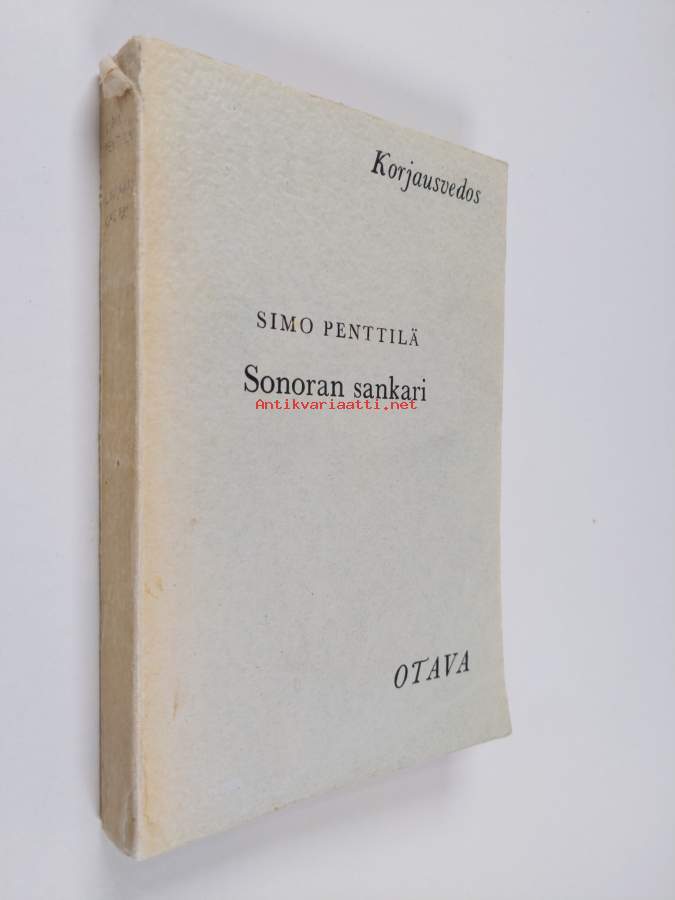 Korjausvedos
SIMO PENTTILÄ
Sonoran sankari
Antikvariaatti.net
OTAVA